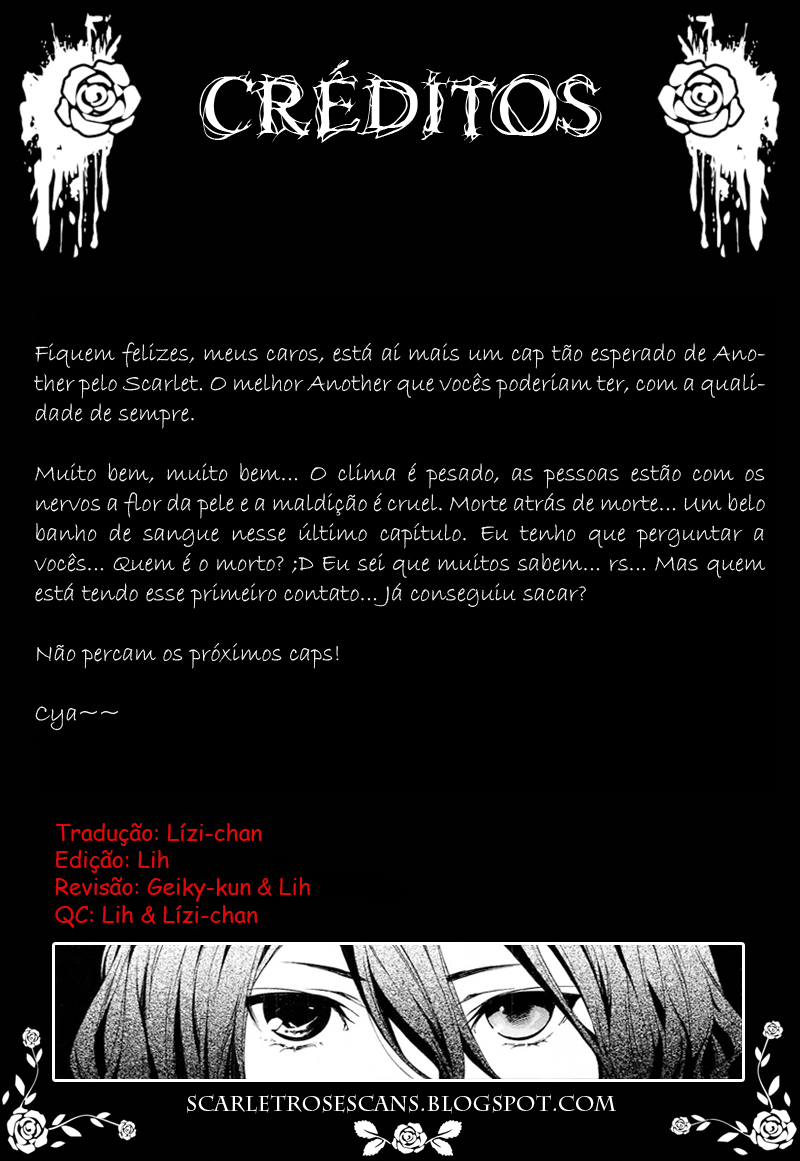 CRÉDITOS
Fiquem felizes, meus caros, está aí mais um cap tão esperado de Ano-
ther pelo Scarlet. O melhor Another que vocês poderiam ter, com a quali-
dade de sempre.
Muito bem, muito bem... O clima é pesado, as pessoas estão com os
nervos a flor da pele e a maldição é cruel. Morte atrás de morte... Um belo
banho de sangue nesse último capítulo. Eu tenho que perguntar a
vocês... Quem é o morto? ;D Eu sei que muitos sabem... rs... Mas quem
está tendo esse primeiro contato... Já conseguiu sacar?
Não percam os próximos caps!
Cya~~
Tradução: Lízi-chan
Edição: Lih
Revisão: Geiky-kun & Lih
QC: Lih & Lízi-chan
SCARLETROSESCANS.BLOGSPOT.COM